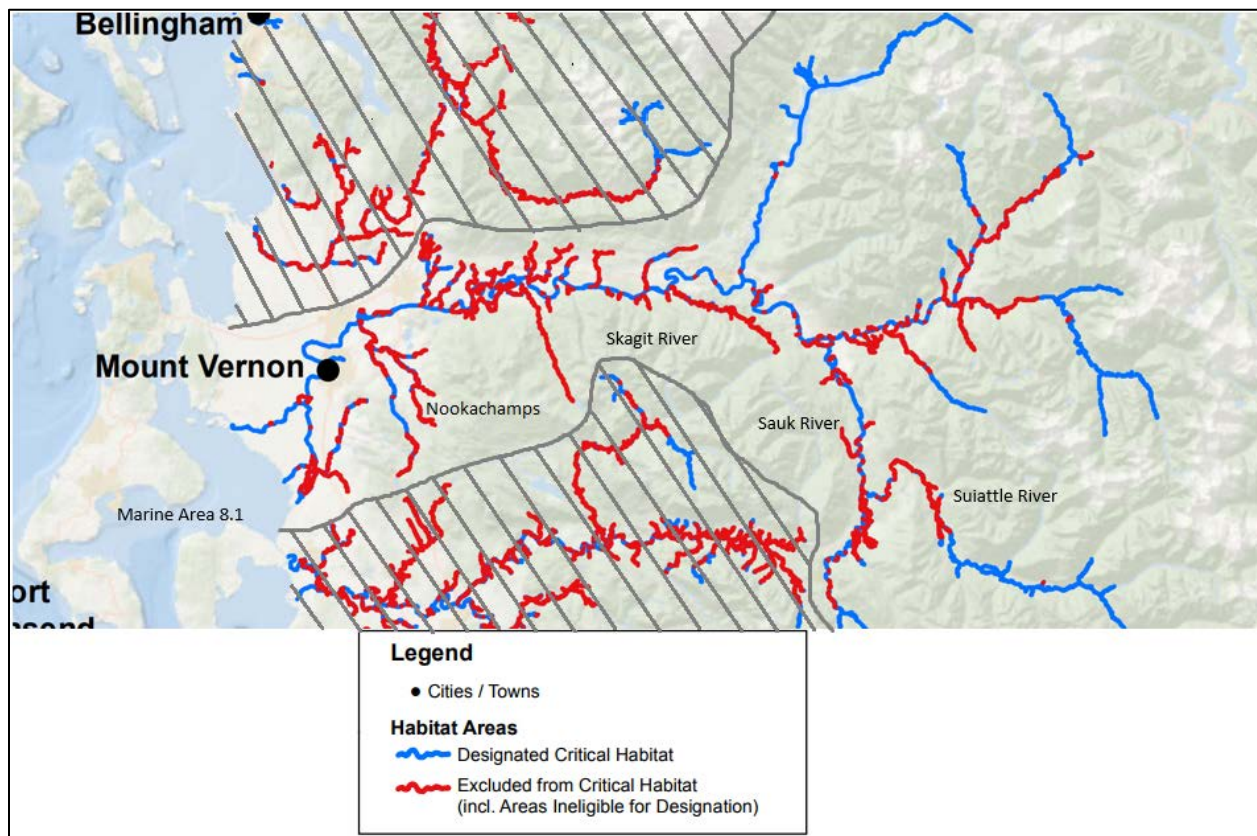 Bellingham
Mount Vernon
Skagit River
Nookachamps
Sauk River
Suiattle River
Marine Area 8.1
ort
Legend
Cities / Towns
Habitat Areas
Designated Critical Habitat
Excluded from Critical Habitat
(incl. Areas Ineligible for Designation)